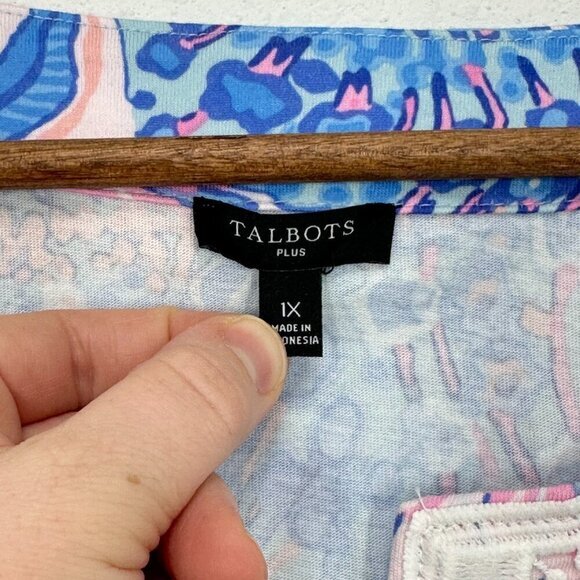 TALBOTS
PLUS
1X
MADE IN
ONESIA